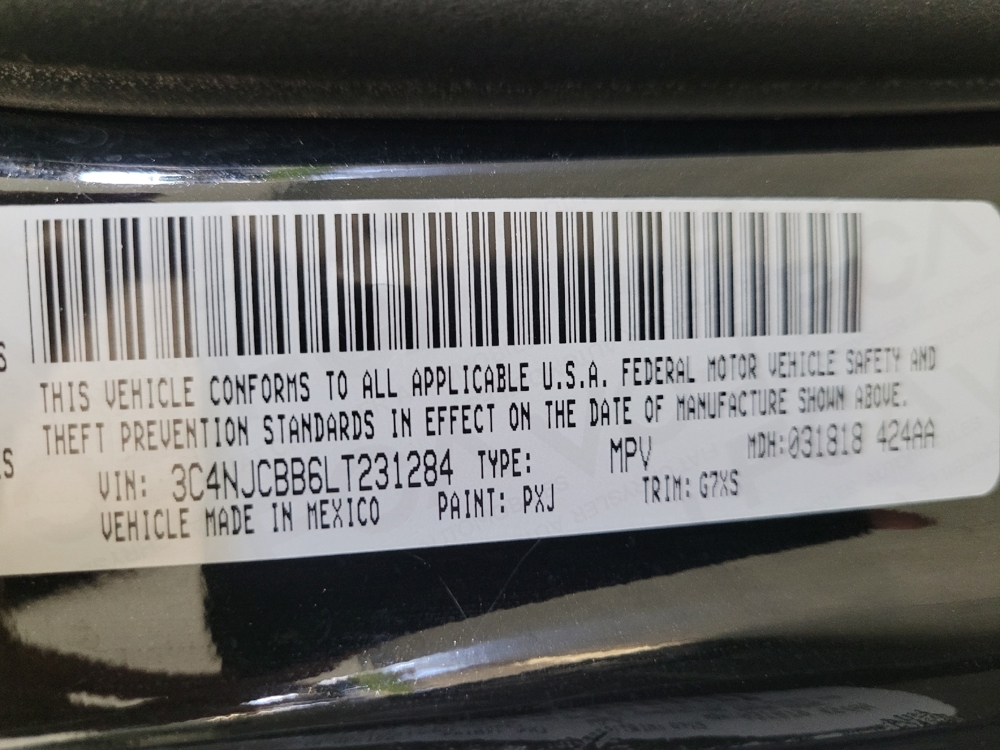 THIS VEHICLE CONFORMS TO ALL APPLICABLE U.S.A. FEDERAL MOTOR VEHICLE SAFETY AND
THEFT PREVENTION STANDARDS IN EFFECT ON THE DATE OF MANUFACTURE SHOWN ABOVE.
VIN: 3C4NJCBB6LT231284 TYPE: MPV MDH:031818 424AA
VEHICLE MADE IN MEXICO PAINT: PXJ TRIM: G7XS